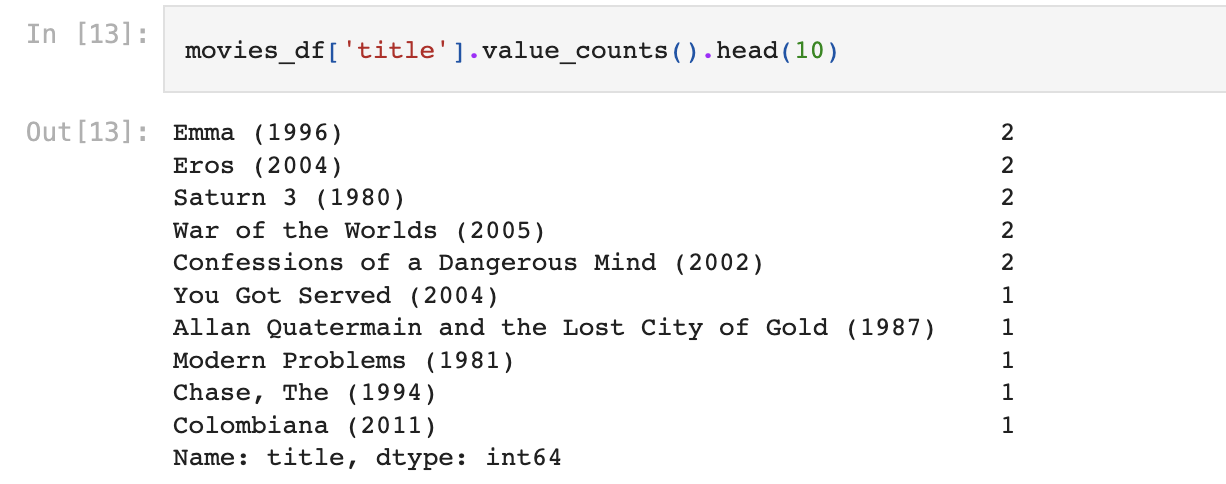 In [13]: movies_df['title'].value_counts().head(10)
Out[13]: Emma (1996) 2
Eros (2004) 2
Saturn 3 (1980) 2
War of the Worlds (2005) 2
Confessions of a Dangerous Mind (2002) 2
You Got Served (2004) 1
Allan Quatermain and the Lost City of Gold (1987) 1
Modern Problems (1981) 1
Chase, The (1994) 1
Colombiana (2011) 1
Name: title, dtype: int64